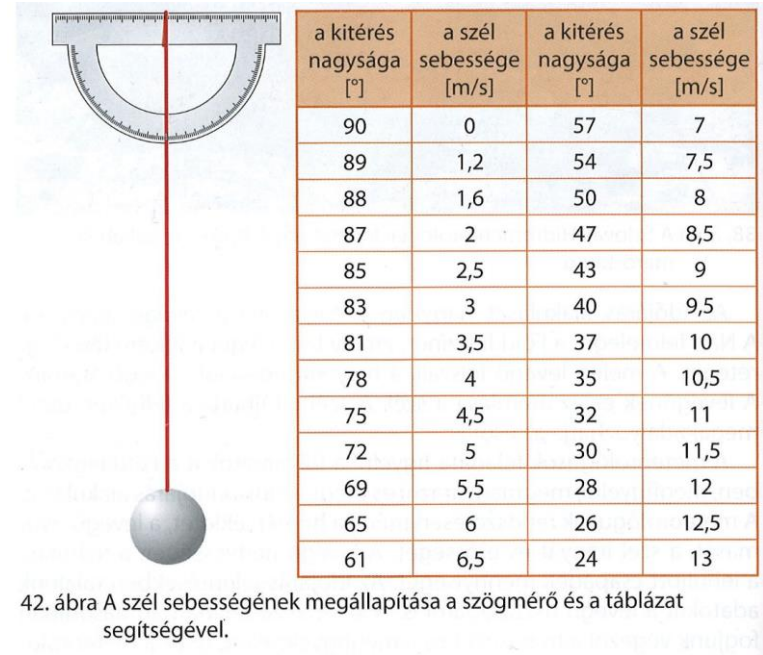 a kitérés nagysága [°] a szél sebessége [m/s] a kitérés nagysága [°] a szél sebessége [m/s]
90 0 57 7
89 1,2 54 7,5
88 1,6 50 8
87 2 47 8,5
85 2,5 43 9
83 3 40 9,5
81 3,5 37 10
78 4 35 10,5
75 4,5 32 11
72 5 30 11,5
69 5,5 28 12
65 6 26 12,5
61 6,5 24 13
42. ábra A szél sebességének megállapítása a szögmérő és a táblázat
segítségével.